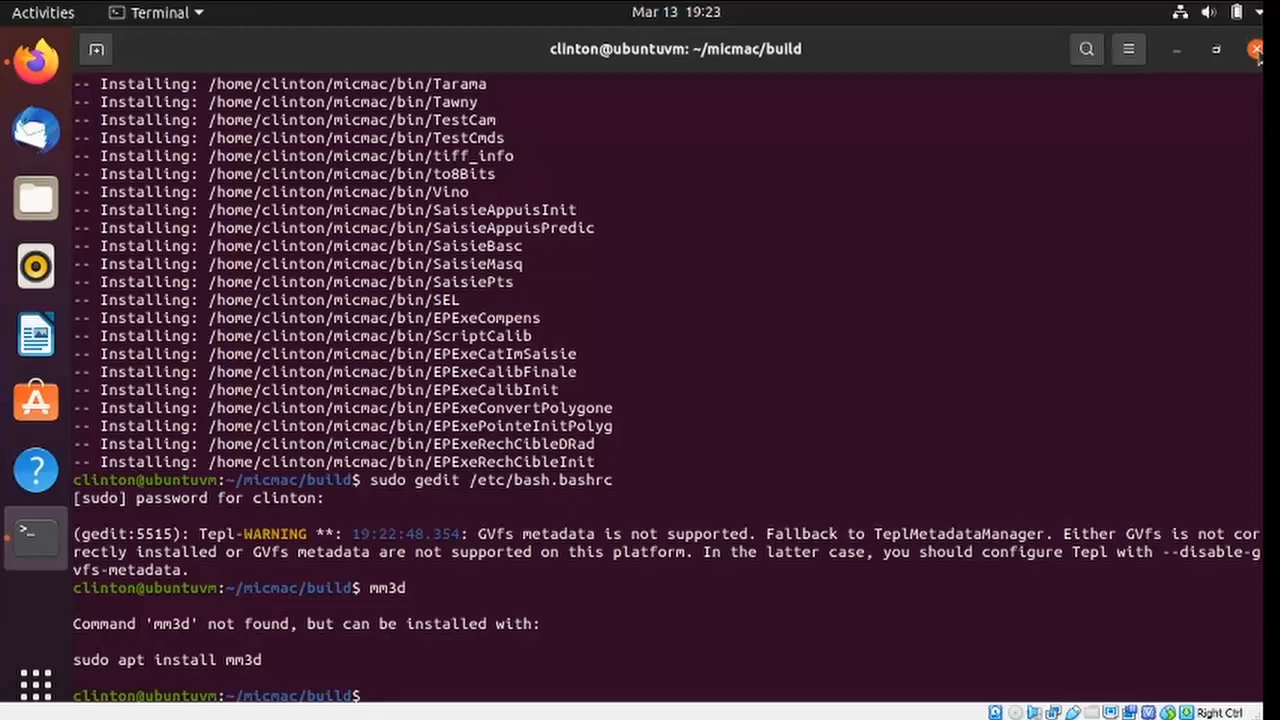 Activities
Terminal
Mar 13 19:23
clinton@ubuntuvm: ~/micmac/build
-- Installing: /home/clinton/micmac/bin/Tarama
-- Installing: /home/clinton/micmac/bin/Tawny
-- Installing: /home/clinton/micmac/bin/TestCam
-- Installing: /home/clinton/micmac/bin/TestCmds
-- Installing: /home/clinton/micmac/bin/tiff_info
-- Installing: /home/clinton/micmac/bin/to8Bits
-- Installing: /home/clinton/micmac/bin/Vino
-- Installing: /home/clinton/micmac/bin/SaisieAppuisInit
-- Installing: /home/clinton/micmac/bin/SaisieAppuisPredic
-- Installing: /home/clinton/micmac/bin/SaisieBasc
-- Installing: /home/clinton/micmac/bin/SaisieMasq
-- Installing: /home/clinton/micmac/bin/SaisiePts
-- Installing: /home/clinton/micmac/bin/SEL
-- Installing: /home/clinton/micmac/bin/EPExeCompens
-- Installing: /home/clinton/micmac/bin/ScriptCalib
-- Installing: /home/clinton/micmac/bin/EPExeCatImSaisie
-- Installing: /home/clinton/micmac/bin/EPExeCalibFinale
-- Installing: /home/clinton/micmac/bin/EPExeCalibInit
-- Installing: /home/clinton/micmac/bin/EPExeConvertPolygone
-- Installing: /home/clinton/micmac/bin/EPExePointeInitPolyg
-- Installing: /home/clinton/micmac/bin/EPExeRechCibleDRad
-- Installing: /home/clinton/micmac/bin/EPExeRechCibleInit
clinton@ubuntuvm:~/micmac/build$ sudo gedit /etc/bash.bashrc
[sudo] password for clinton:
(gedit:5515): Tepl-WARNING **: 19:22:48.354: GVfs metadata is not supported. Fallback to TeplMetadataManager. Either GVfs is not cor
rectly installed or GVfs metadata are not supported on this platform. In the latter case, you should configure Tepl with --disable-g
vfs-metadata.
clinton@ubuntuvm:~/micmac/build$ mm3d
Command 'mm3d' not found, but can be installed with:
sudo apt install mm3d
clinton@ubuntuvm:~/micmac/build$
Right Ctrl